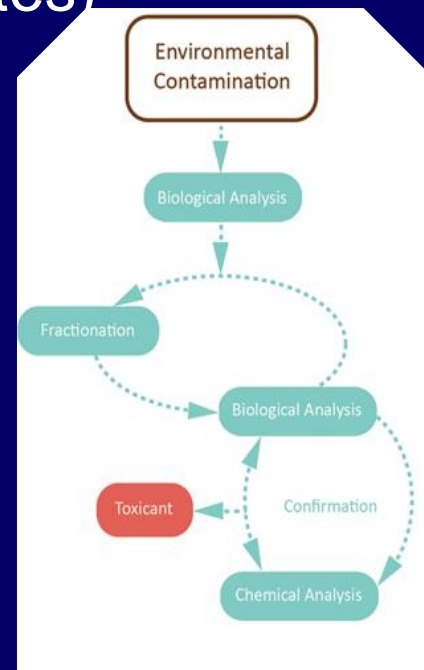 Environmental
Contamination
Biological Analysis
Fractionation
Biological Analysis
Toxicant
Confirmation
Chemical Analysis